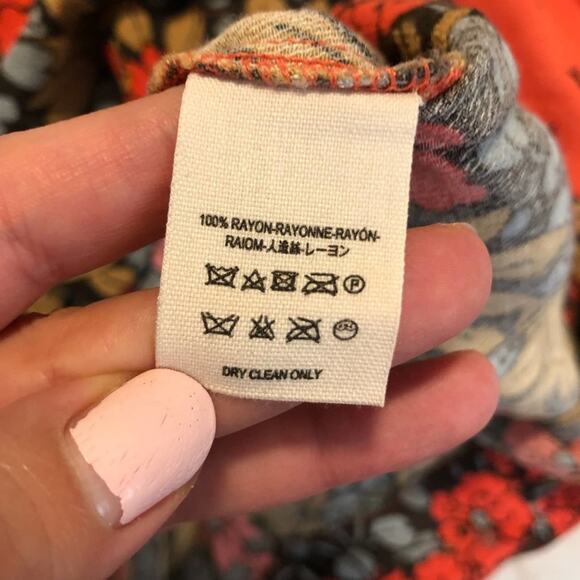 100% RAYON-RAYONNE-RAYÓN-
RAIOM-人造絲-レーヨン
P
DRY CLEAN ONLY